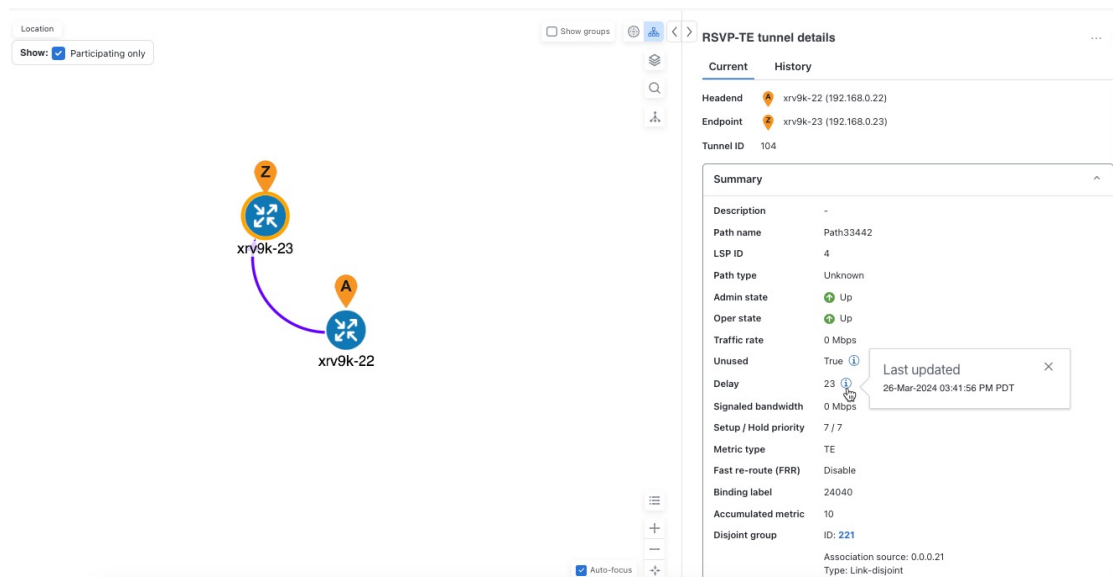 Location
Show: Participating only
Show groups
Z
xrv9k-23
A
xrv9k-22
Auto-focus
RSVP-TE tunnel details
Current History
Headend A xrv9k-22 (192.168.0.22)
Endpoint Z xrv9k-23 (192.168.0.23)
Tunnel ID 104
Summary
Description -
Path name Path33442
LSP ID 4
Path type Unknown
Admin state Up
Oper state Up
Traffic rate 0 Mbps
Unused True
Delay 23
Last updated
26-Mar-2024 03:41:56 PM PDT
Signaled bandwidth 0 Mbps
Setup / Hold priority 7 / 7
Metric type TE
Fast re-route (FRR) Disable
Binding label 24040
Accumulated metric 10
Disjoint group ID: 221
Association source: 0.0.0.21
Type: Link-disjoint